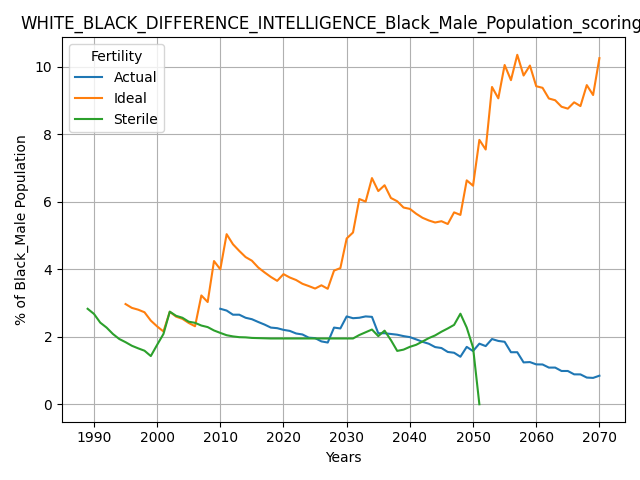 WHITE_BLACK_DIFFERENCE_INTELLIGENCE_Black_Male_Population_scoring
Fertility
Actual
Ideal
Sterile
% of Black_Male Population
10
8
6
4
2
0
1990 2000 2010 2020 2030 2040 2050 2060 2070
Years